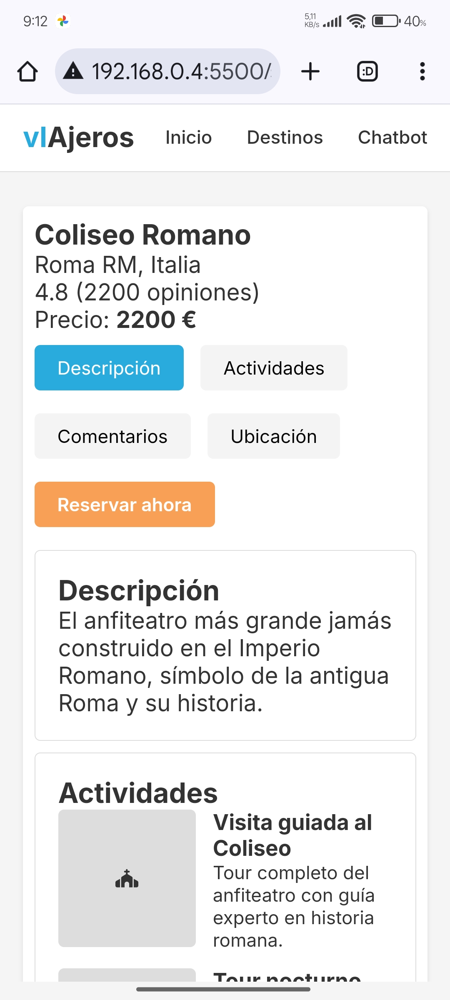 9:12
5,11
KB/s
40%
192.168.0.4:5500/
:D
vlAjeros Inicio Destinos Chatbot
Coliseo Romano
Roma RM, Italia
4.8 (2200 opiniones)
Precio: 2200 €
Descripción Actividades
Comentarios Ubicación
Reservar ahora
Descripción
El anfiteatro más grande jamás
construido en el Imperio
Romano, símbolo de la antigua
Roma y su historia.
Actividades
Visita guiada al
Coliseo
Tour completo del
anfiteatro con guía
experto en historia
romana.
Tour nocturno